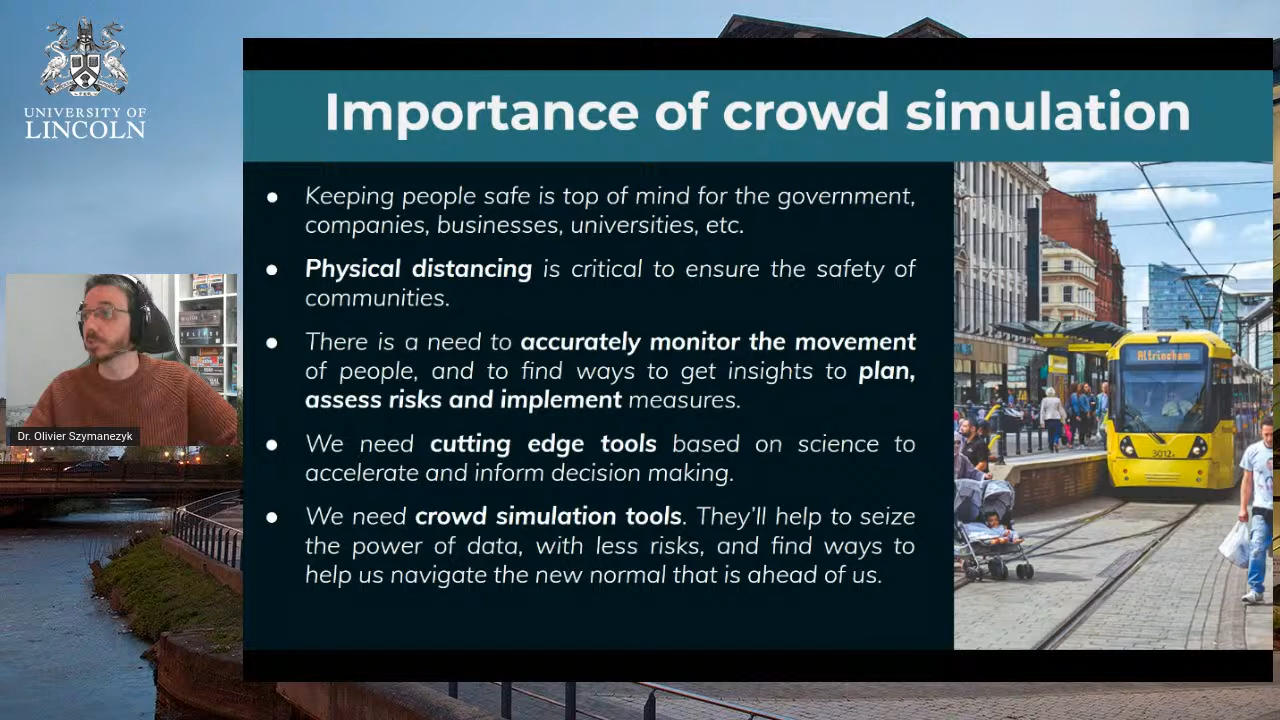 UNIVERSITY OF
LINCOLN
Importance of crowd simulation
● Keeping people safe is top of mind for the government,
companies, businesses, universities, etc.
● Physical distancing is critical to ensure the safety of
communities.
● There is a need to accurately monitor the movement
of people, and to find ways to get insights to plan,
assess risks and implement measures.
● We need cutting edge tools based on science to
accelerate and inform decision making.
● We need crowd simulation tools. They’ll help to seize
the power of data, with less risks, and find ways to
help us navigate the new normal that is ahead of us.
Dr. Olivier Szymanezyk
Altrincham
3012